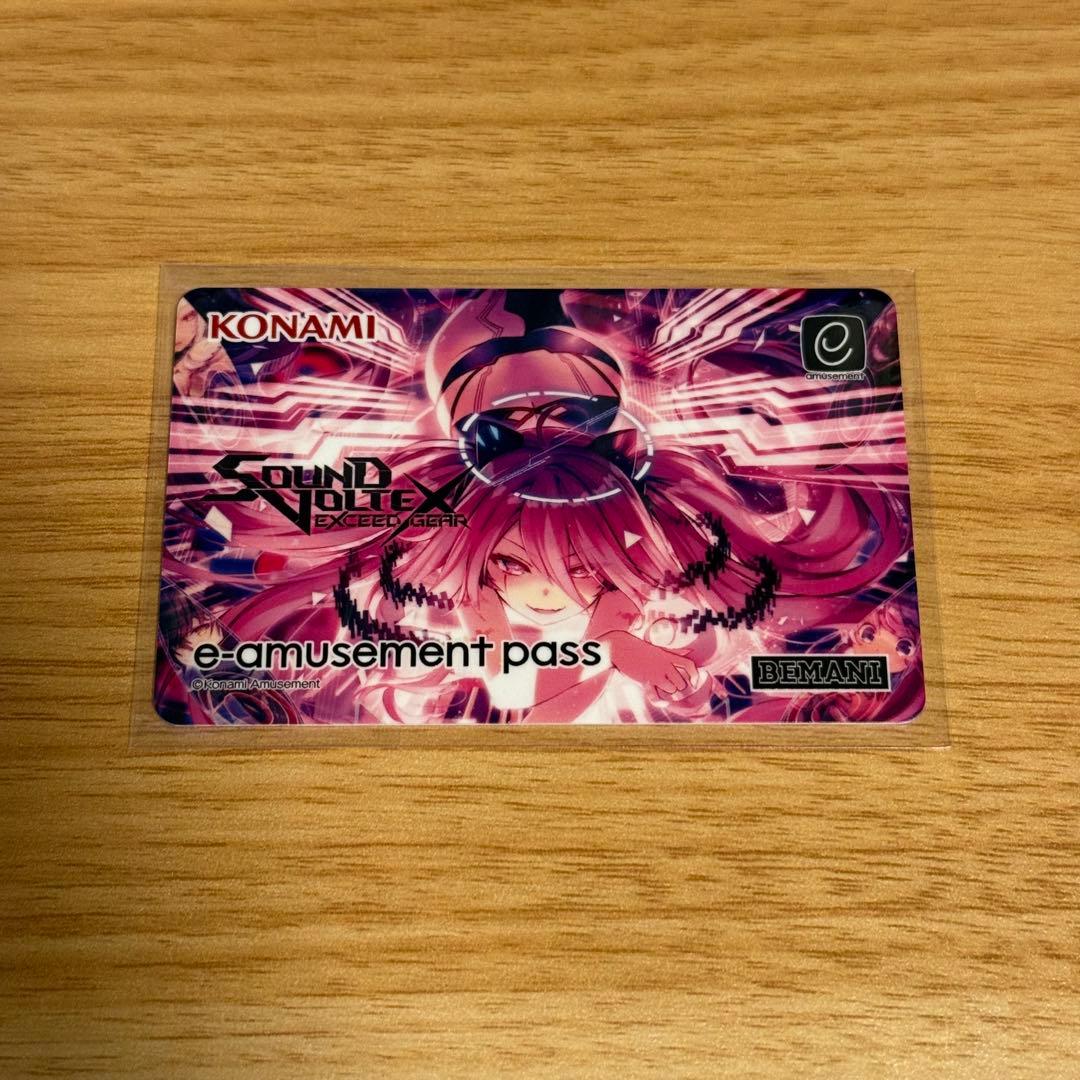 KONAMI
e
amusement
SOUND
VOLTEX
EXCEED GEAR
e-amusement pass
©Konami Amusement
BEMANI